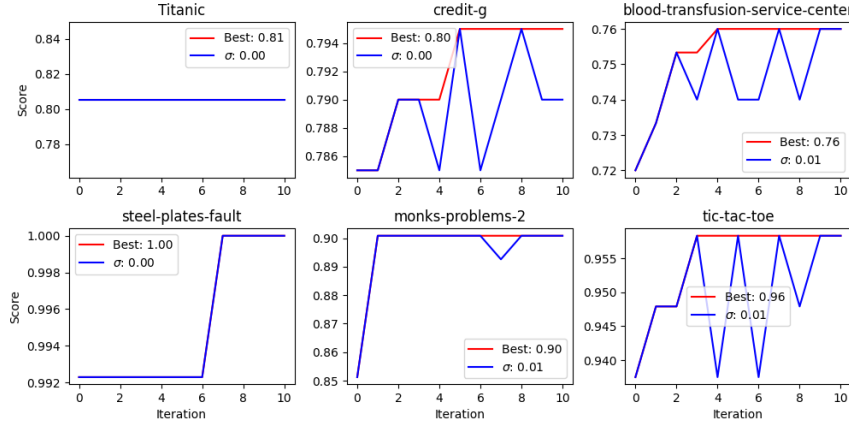 Titanic
0.84
0.82
0.80
0.78
Score
Best: 0.81
σ: 0.00
0 2 4 6 8 10
credit-g
0.794
0.792
0.790
0.788
0.786
Best: 0.80
σ: 0.00
0 2 4 6 8 10
blood-transfusion-service-center
0.76
0.75
0.74
0.73
0.72
Best: 0.76
σ: 0.01
0 2 4 6 8 10
steel-plates-fault
1.000
0.998
0.996
0.994
0.992
Score
Best: 1.00
σ: 0.00
0 2 4 6 8 10
Iteration
monks-problems-2
0.90
0.89
0.88
0.87
0.86
0.85
Best: 0.90
σ: 0.01
0 2 4 6 8 10
Iteration
tic-tac-toe
0.955
0.950
0.945
0.940
Best: 0.96
σ: 0.01
0 2 4 6 8 10
Iteration